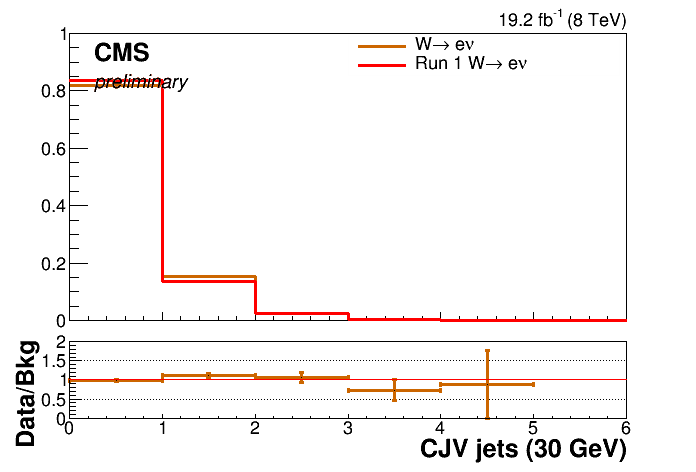 19.2 fb-1 (8 TeV)
CMS
preliminary
W→ eν
Run 1 W→ eν
1
0.8
0.6
0.4
0.2
0
2
1.5
1
0.5
0
Data/Bkg
0 1 2 3 4 5 6
CJV jets (30 GeV)